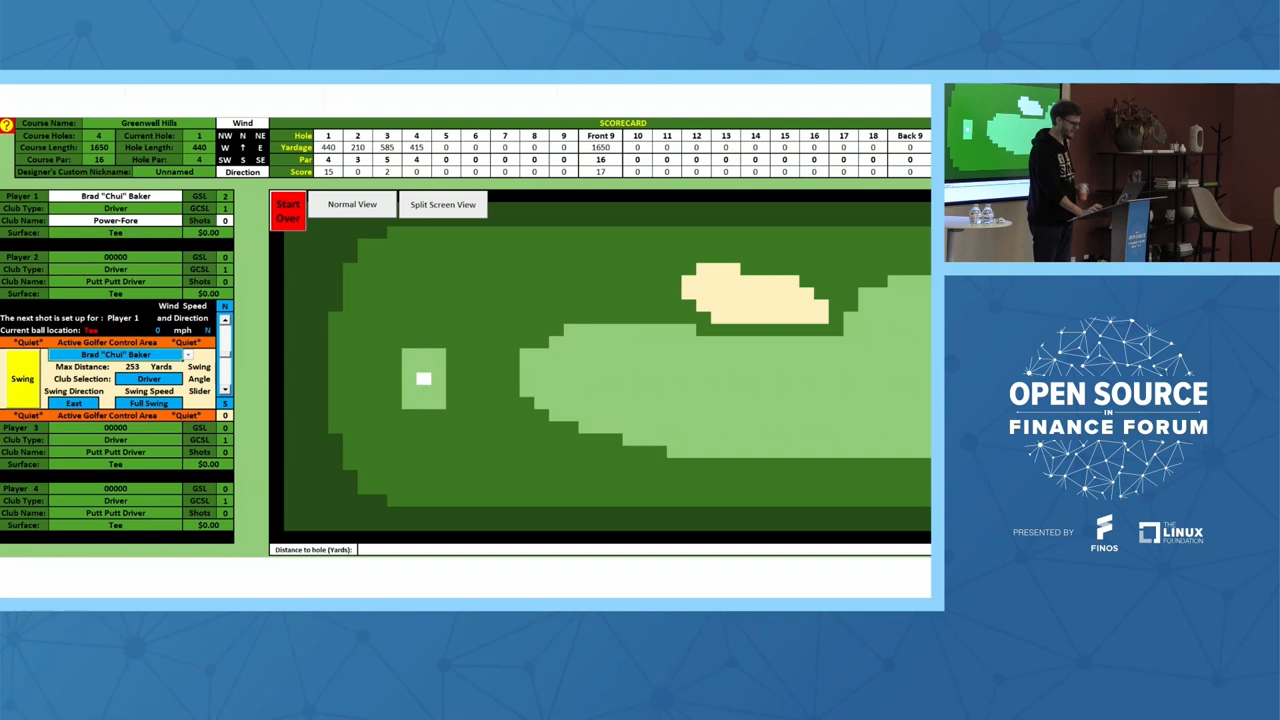 ?
Course Name: Greenwell Hills Wind SCORECARD
Course Holes: 4 Current Hole: 1 NW N NE Hole 1 2 3 4 5 6 7 8 9 Front 9 10 11 12 13 14 15 16 17 18 Back 9
Course Length: 1650 Hole Length: 440 W ↑ E Yardage 440 210 585 415 0 0 0 0 0 1650 0 0 0 0 0 0 0 0 0 0
Course Par: 16 Hole Par: 4 SW S SE Par 4 3 5 4 0 0 0 0 0 16 0 0 0 0 0 0 0 0 0 0
Designer's Custom Nickname: Unnamed Direction Score 15 0 2 0 0 0 0 0 0 17 0 0 0 0 0 0 0 0 0 0
Player 1 Brad "Chui" Baker GSL 2
Club Type: Driver GCSL 1
Club Name: Power-Fore Shots 0
Surface: Tee $0.00
Player 2 00000 GSL 0
Club Type: Driver GCSL 1
Club Name: Putt Putt Driver Shots 0
Surface: Tee $0.00
Wind Speed N
The next shot is set up for : Player 1 and Direction
Current ball location: Tee 0 mph N
*Quiet* Active Golfer Control Area *Quiet*
Brad "Chui" Baker
Max Distance: 253 Yards Swing
Swing Club Selection: Driver Angle
Swing Direction Swing Speed Slider
East Full Swing S
*Quiet* Active Golfer Control Area *Quiet* 0
Player 3 00000 GSL 0
Club Type: Driver GCSL 1
Club Name: Putt Putt Driver Shots 0
Surface: Tee $0.00
Player 4 00000 GSL 0
Club Type: Driver GCSL 1
Club Name: Putt Putt Driver Shots 0
Surface: Tee $0.00
Start Over
Normal View
Split Screen View
Distance to hole (Yards):
OPEN SOURCE
IN
FINANCE FORUM
PRESENTED BY
FINOS
THE
LINUX
FOUNDATION